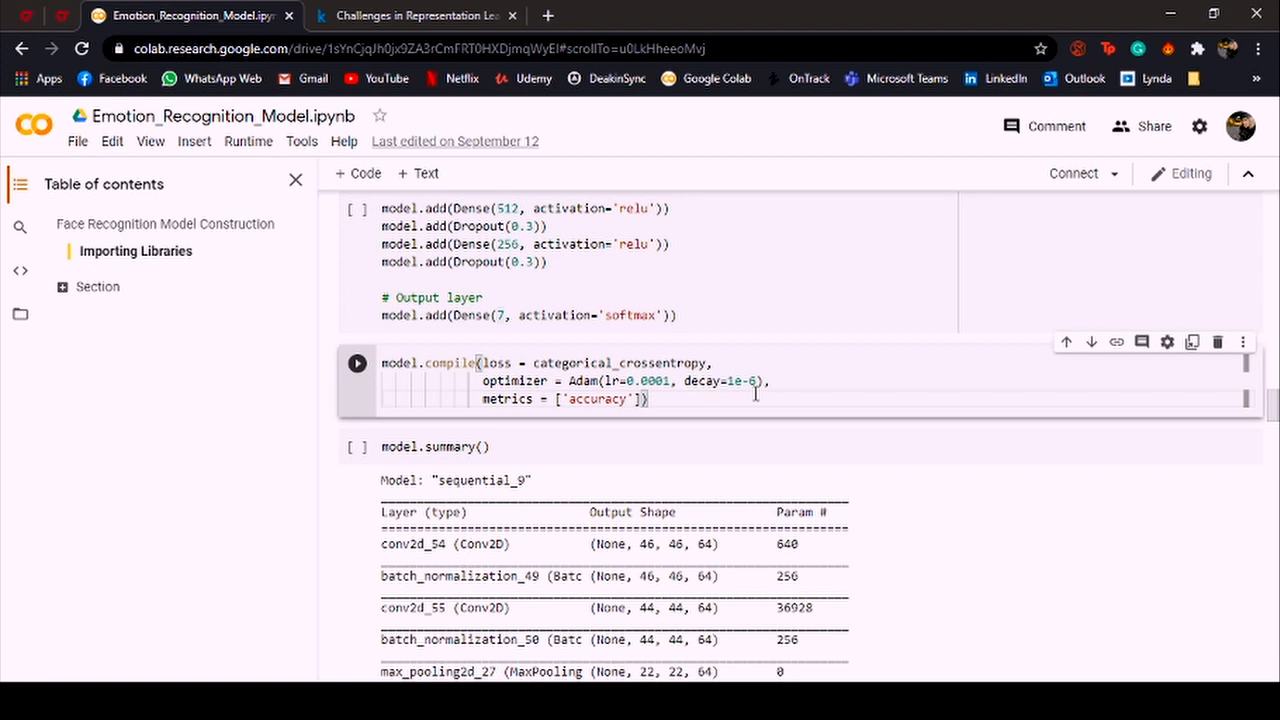 Emotion_Recognition_Model.ipyn
Challenges in Representation Lea
colab.research.google.com/drive/1sYnCjqJh0jx9ZA3rCmFRT0HXDjmqWyEl#scrollTo=u0LkHheeoMvj
Apps Facebook WhatsApp Web Gmail YouTube Netflix Udemy DeakinSync Google Colab OnTrack Microsoft Teams LinkedIn Outlook Lynda »
Emotion_Recognition_Model.ipynb
File Edit View Insert Runtime Tools Help Last edited on September 12
Comment Share
Table of contents
+ Code + Text
Connect Editing
Face Recognition Model Construction
Importing Libraries
Section
[ ] model.add(Dense(512, activation='relu'))
model.add(Dropout(0.3))
model.add(Dense(256, activation='relu'))
model.add(Dropout(0.3))
# Output layer
model.add(Dense(7, activation='softmax'))
model.compile(loss = categorical_crossentropy,
optimizer = Adam(lr=0.0001, decay=1e-6),
metrics = ['accuracy'])
[ ] model.summary()
Model: "sequential_9"
Layer (type) Output Shape Param #
conv2d_54 (Conv2D) (None, 46, 46, 64) 640
batch_normalization_49 (Batc (None, 46, 46, 64) 256
conv2d_55 (Conv2D) (None, 44, 44, 64) 36928
batch_normalization_50 (Batc (None, 44, 44, 64) 256
max_pooling2d_27 (MaxPooling (None, 22, 22, 64) 0